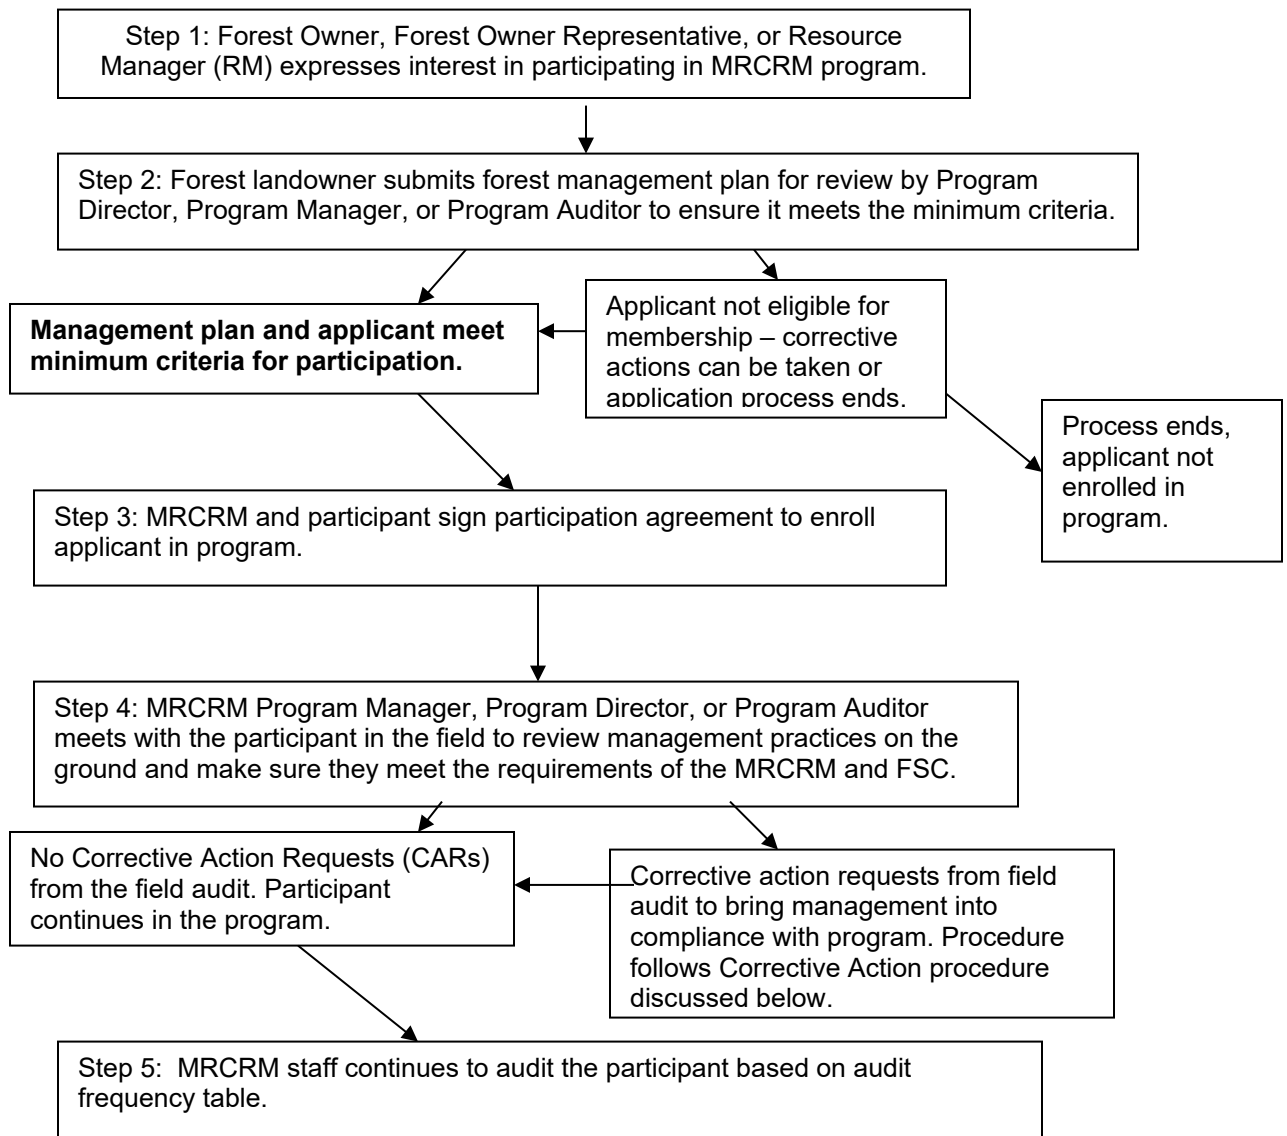 Step 1: Forest Owner, Forest Owner Representative, or Resource
Manager (RM) expresses interest in participating in MRCRM program.
Step 2: Forest landowner submits forest management plan for review by Program
Director, Program Manager, or Program Auditor to ensure it meets the minimum criteria.
Management plan and applicant meet
minimum criteria for participation.
Applicant not eligible for
membership – corrective
actions can be taken or
application process ends.
Process ends,
applicant not
enrolled in
program.
Step 3: MRCRM and participant sign participation agreement to enroll
applicant in program.
Step 4: MRCRM Program Manager, Program Director, or Program Auditor
meets with the participant in the field to review management practices on the
ground and make sure they meet the requirements of the MRCRM and FSC.
No Corrective Action Requests (CARs)
from the field audit. Participant
continues in the program.
Corrective action requests from field
audit to bring management into
compliance with program. Procedure
follows Corrective Action procedure
discussed below.
Step 5:  MRCRM staff continues to audit the participant based on audit
frequency table.